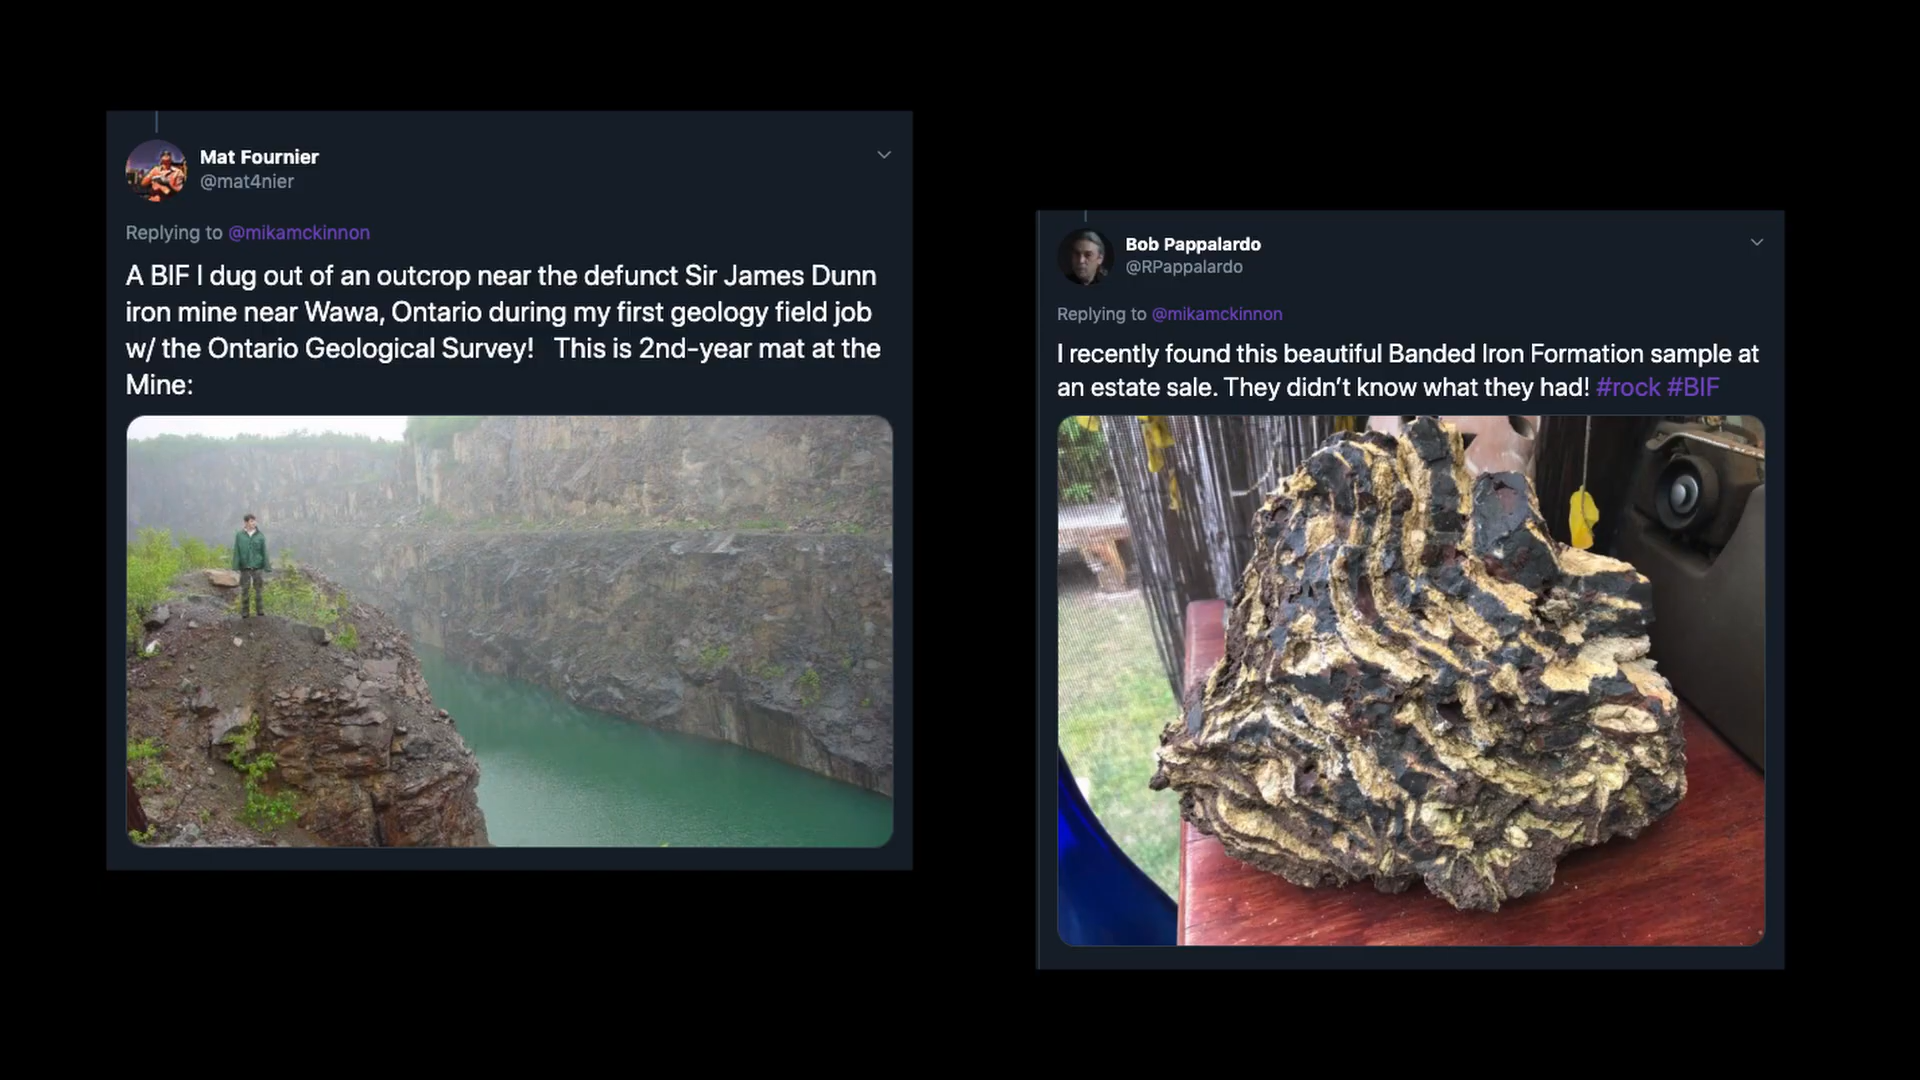 Mat Fournier
@mat4nier
Replying to @mikamckinnon
A BIF I dug out of an outcrop near the defunct Sir James Dunn
iron mine near Wawa, Ontario during my first geology field job
w/ the Ontario Geological Survey!   This is 2nd-year mat at the
Mine:
Bob Pappalardo
@RPappalardo
Replying to @mikamckinnon
I recently found this beautiful Banded Iron Formation sample at
an estate sale. They didn’t know what they had! #rock #BIF